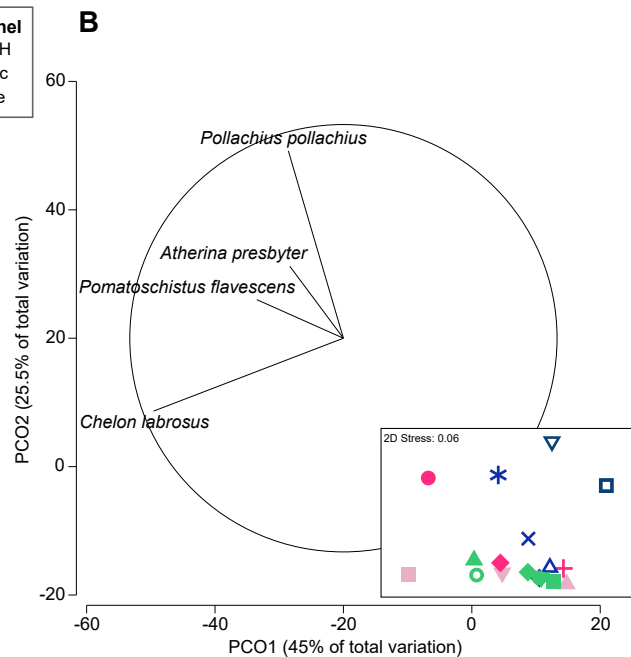 nel
H
c
e
B
60
40
20
0
-20
PCO2 (25.5% of total variation)
Pollachius pollachius
Atherina presbyter
Pomatoschistus flavescens
Chelon labrosus
2D Stress: 0.06
-60
-40
-20
0
20
PCO1 (45% of total variation)